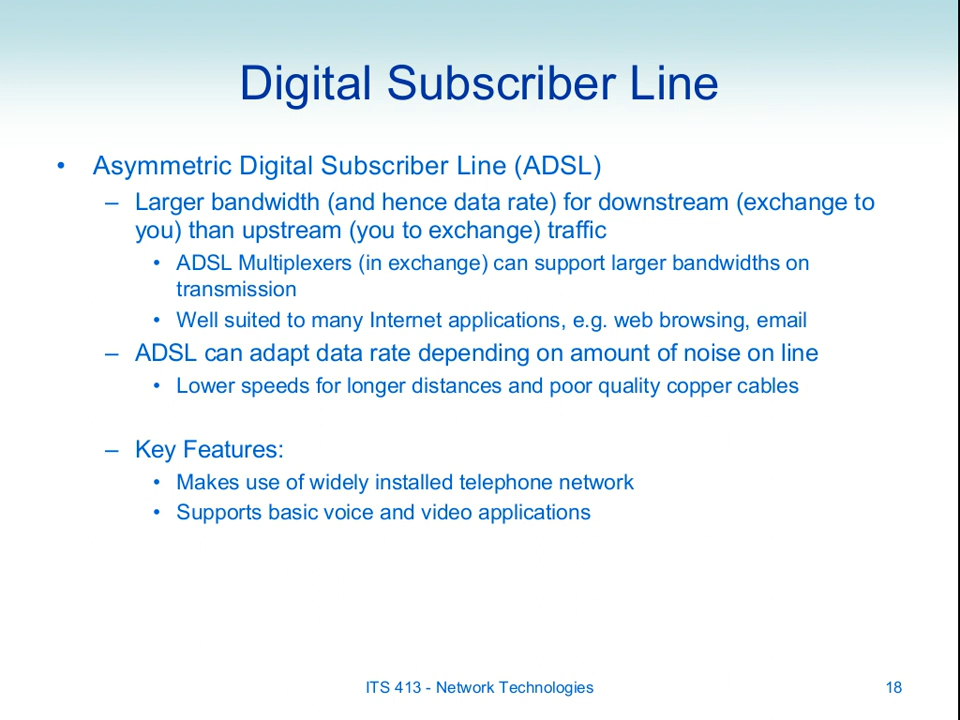 Digital Subscriber Line
• Asymmetric Digital Subscriber Line (ADSL)
– Larger bandwidth (and hence data rate) for downstream (exchange to
you) than upstream (you to exchange) traffic
• ADSL Multiplexers (in exchange) can support larger bandwidths on
transmission
• Well suited to many Internet applications, e.g. web browsing, email
– ADSL can adapt data rate depending on amount of noise on line
• Lower speeds for longer distances and poor quality copper cables
– Key Features:
• Makes use of widely installed telephone network
• Supports basic voice and video applications
ITS 413 - Network Technologies
18